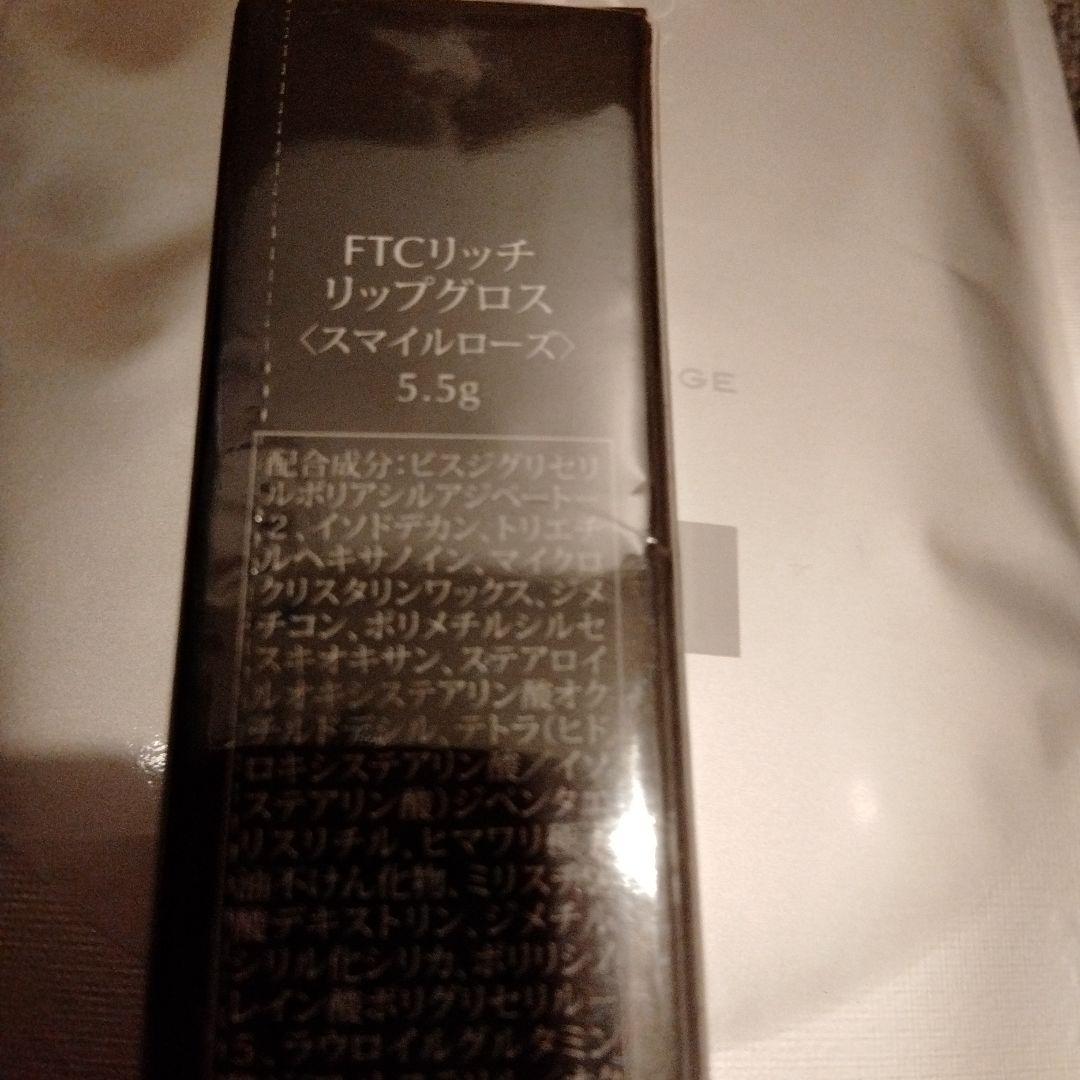 FTCリッチ
リップグロス
〈スマイルローズ〉
5.5g
GE
配合成分:ビスジグリセリ
ルポリアシルアジペート-
2、イソドデカン、トリエチ
ルヘキサノイン、マイクロ
クリスタリンワックス、ジメ
チコン、ポリメチルシルセ
スキオキサン、ステアロイ
ルオキシステアリン酸オク
チルドデシル、テトラ(ヒド
ロキシステアリン酸/イソ
ステアリン酸)ジペンタエ
リスリチル、ヒマワリ
油不けん化物、ミリスチン
酸デキストリン、ジメチル
シリル化シリカ、ポリリシノ
レイン酸ポリグリセリル-
5、ラウロイルグルタミン